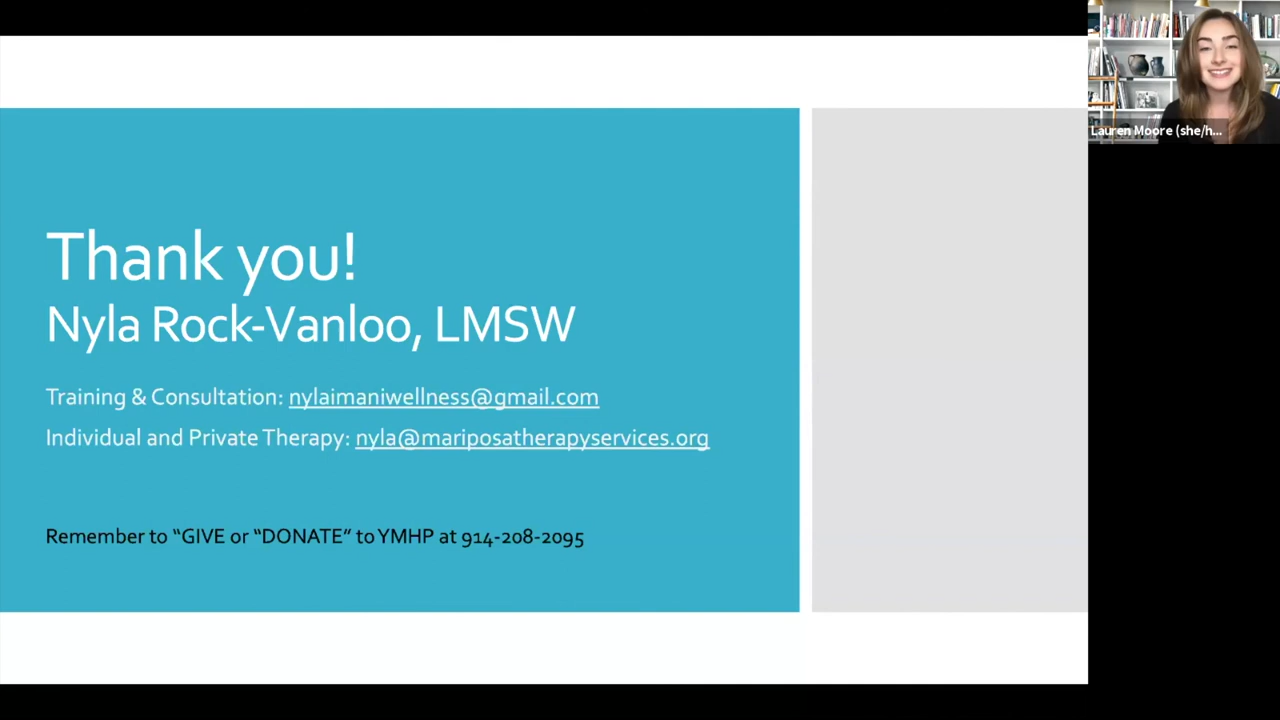 Thank you!
Nyla Rock-Vanloo, LMSW
Training & Consultation: nylaimaniwellness@gmail.com
Individual and Private Therapy: nyla@mariposatherapyservices.org
Remember to “GIVE or “DONATE” to YMHP at 914-208-2095
Lauren Moore (she/h...